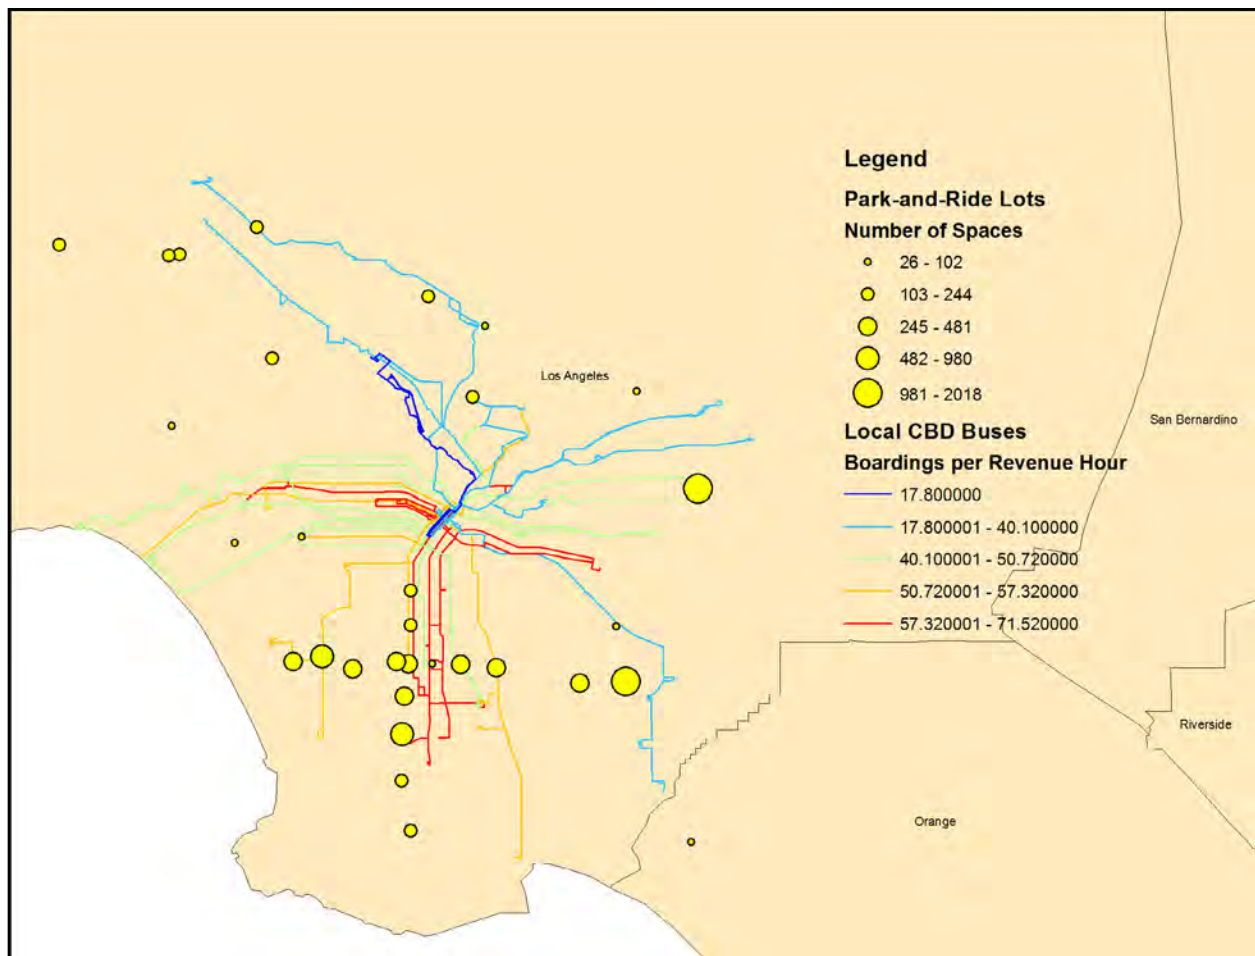 Legend
Park-and-Ride Lots
Number of Spaces
26 - 102
103 - 244
245 - 481
482 - 980
981 - 2018
Local CBD Buses
Boardings per Revenue Hour
17.800000
17.800001 - 40.100000
40.100001 - 50.720000
50.720001 - 57.320000
57.320001 - 71.520000
Los Angeles
San Bernardino
Riverside
Orange